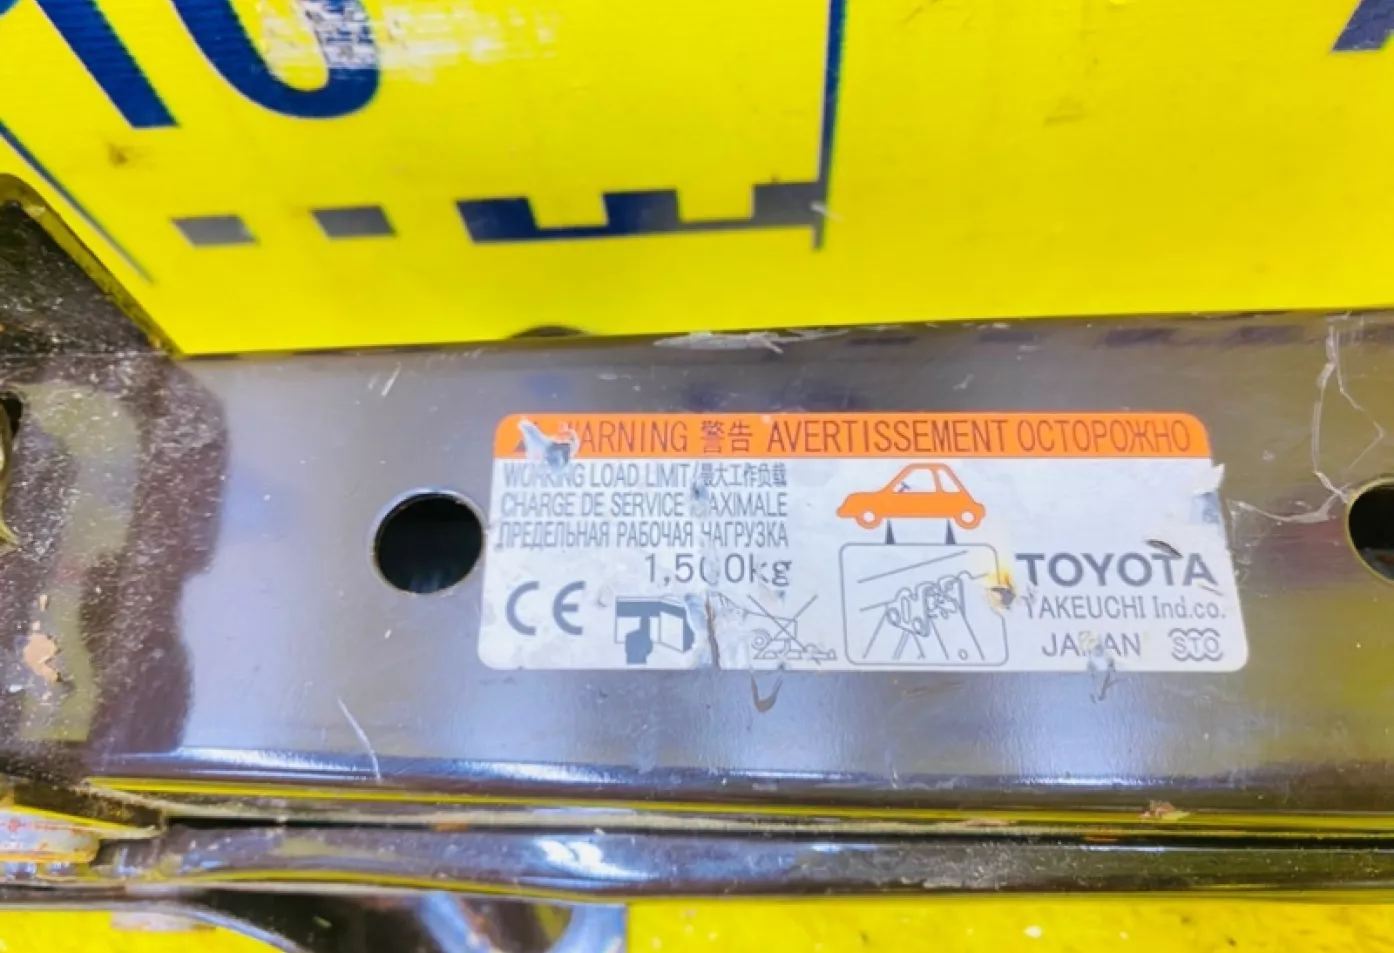 WARNING 警告 AVERTISSEMENT ОСТОРОЖНО
WORKING LOAD LIMIT/最大工作负载
CHARGE DE SERVICE MAXIMALE
ПРЕДЕЛЬНАЯ РАБОЧАЯ НАГРУЗКА
1,500kg
CE
TOYOTA
TAKEUCHI Ind.co.
JAPAN STO